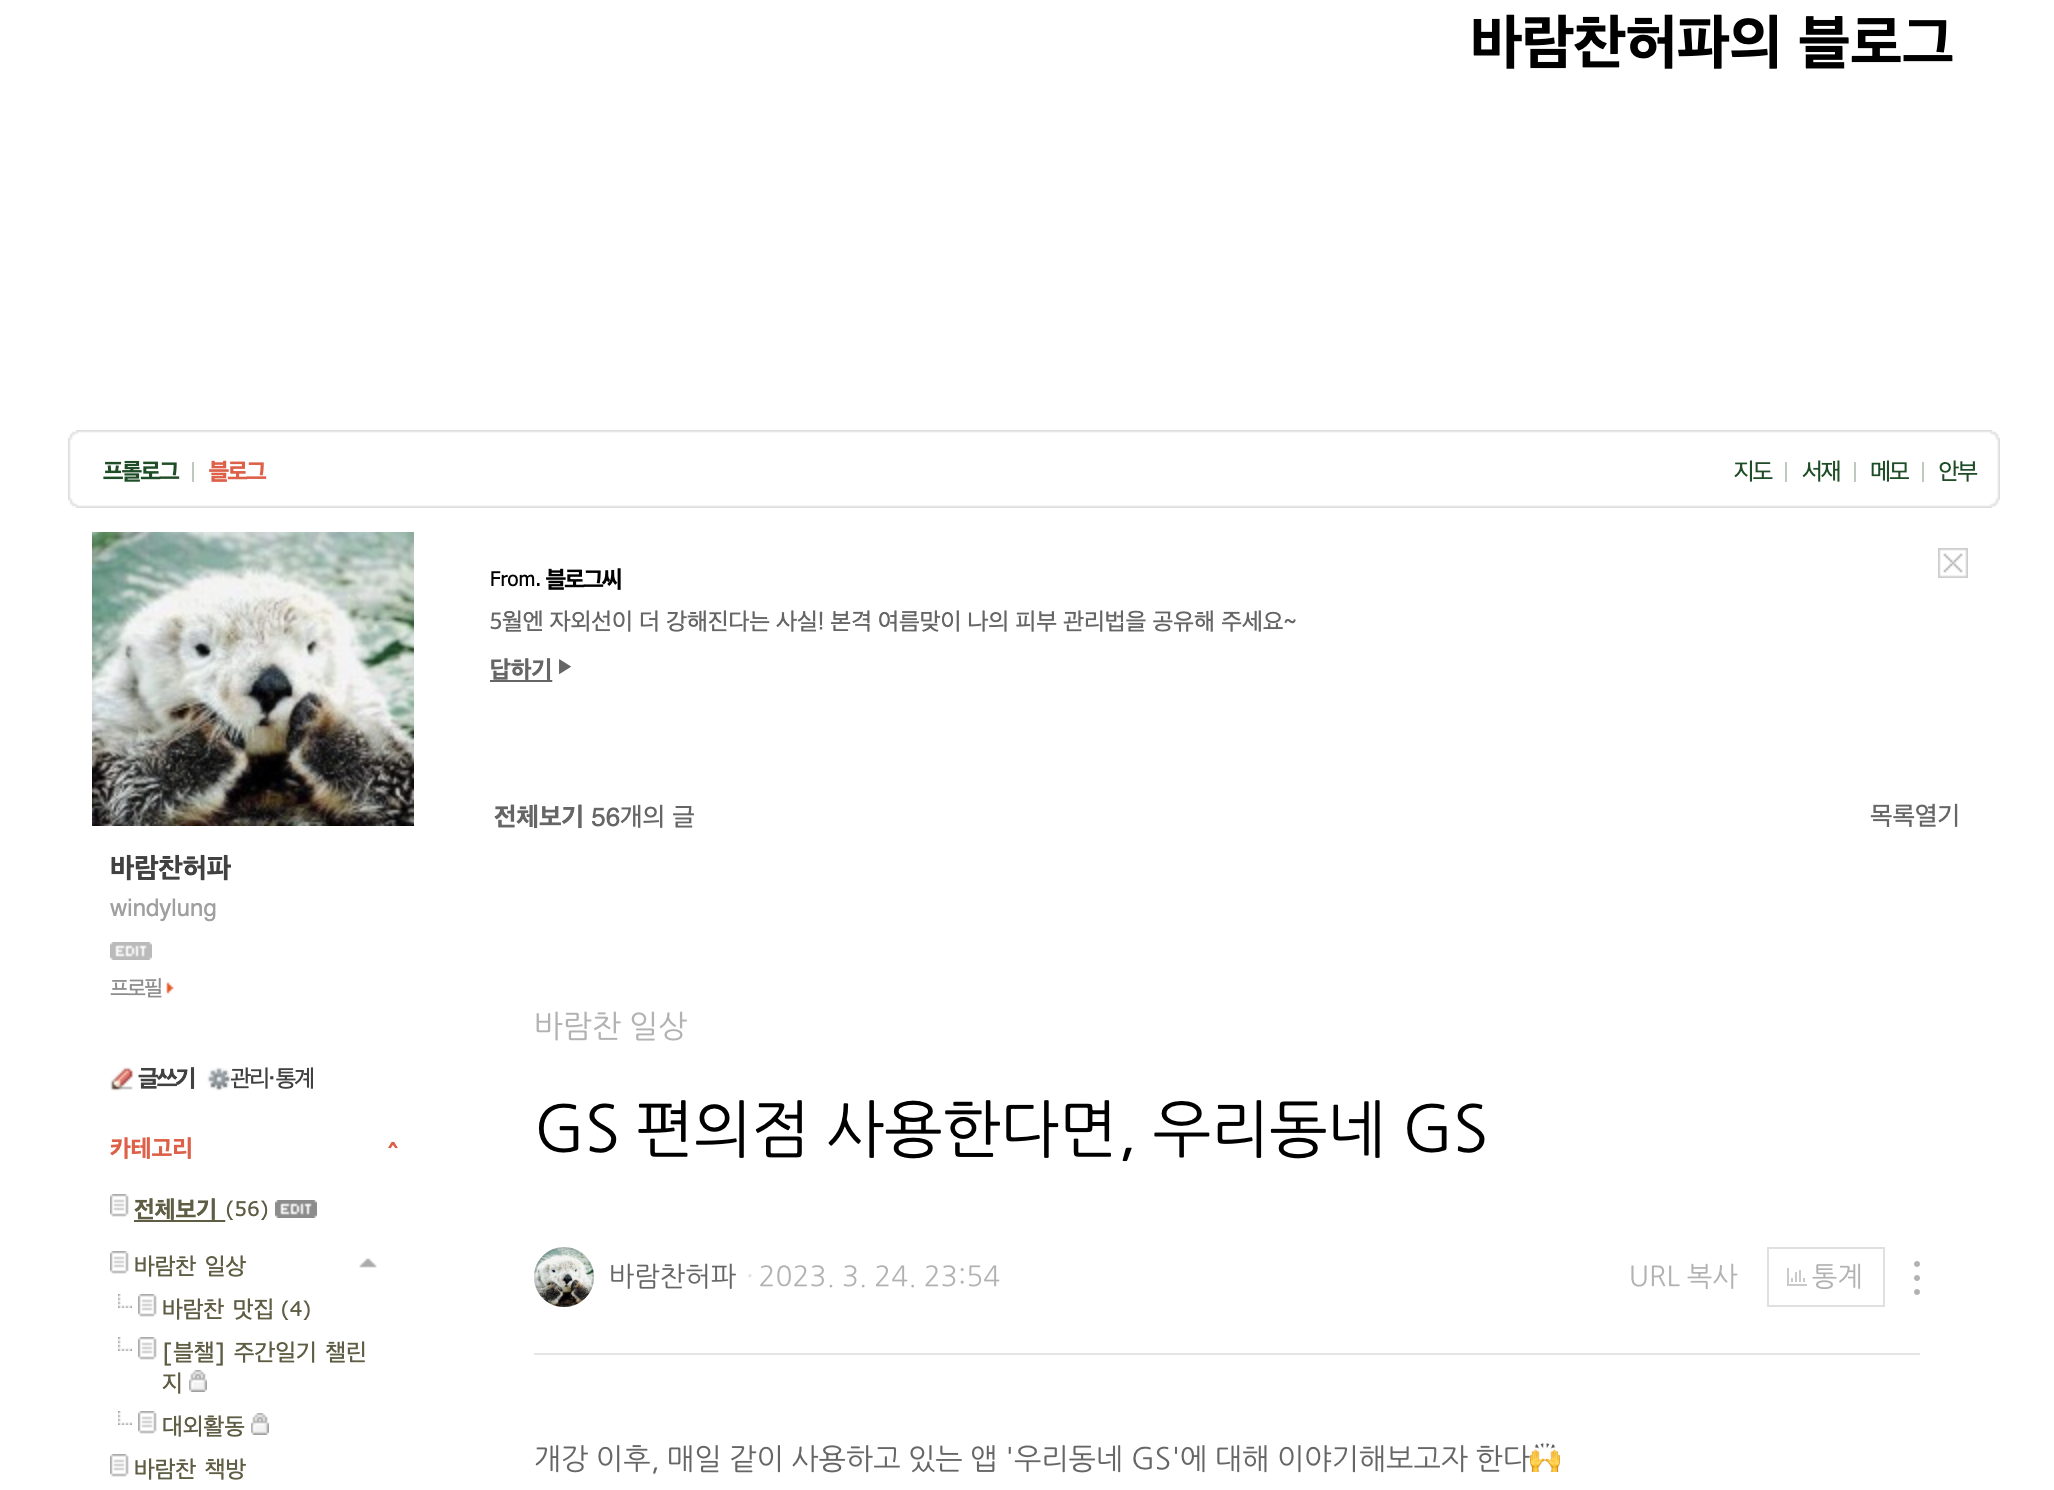 바람찬허파의 블로그
프롤로그 | 블로그
지도 | 서재 | 메모 | 안부
From. 블로그씨
5월엔 자외선이 더 강해진다는 사실! 본격 여름맞이 나의 피부 관리법을 공유해 주세요~
답하기
전체보기 56개의 글
목록열기
바람찬허파
windylung
EDIT
프로필
글쓰기 관리·통계
카테고리
전체보기 (56) EDIT
바람찬 일상
바람찬 맛집 (4)
[블챌] 주간일기 챌린
지
대외활동
바람찬 책방
바람찬 일상
GS 편의점 사용한다면, 우리동네 GS
바람찬허파 · 2023. 3. 24. 23:54
URL 복사 통계
개강 이후, 매일 같이 사용하고 있는 앱 '우리동네 GS'에 대해 이야기해보고자 한다🙌